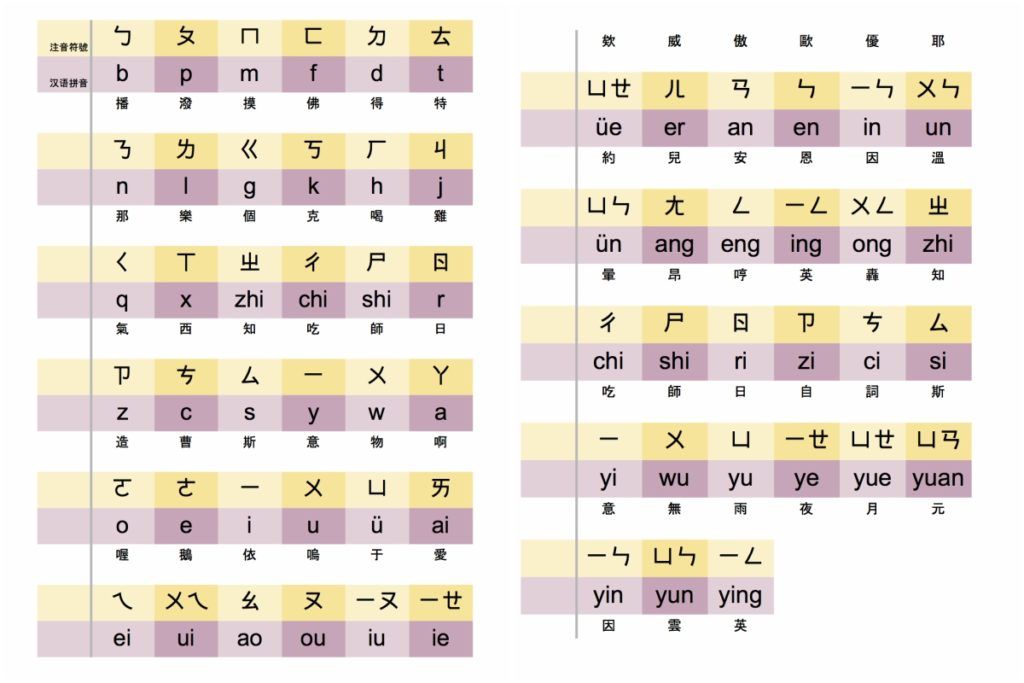 注音符號 ㄅ ㄆ ㄇ ㄈ ㄉ ㄊ
汉语拼音 b p m f d t
播 潑 摸 佛 得 特
ㄋ ㄌ ㄍ ㄎ ㄏ ㄐ
n l g k h j
那 樂 個 克 喝 雞
ㄑ ㄒ ㄓ ㄔ ㄕ ㄖ
q x zhi chi shi r
氣 西 知 吃 師 日
ㄗ ㄘ ㄙ ㄧ ㄨ ㄚ
z c s y w a
造 曹 斯 意 物 啊
ㄛ ㄜ ㄧ ㄨ ㄩ ㄞ
o e i u ü ai
喔 鵝 依 嗚 于 愛
ㄟ ㄨㄟ ㄠ ㄡ ㄧㄡ ㄧㄝ
ei ui ao ou iu ie
欸 威 傲 歐 優 耶
ㄩㄝ ㄦ ㄢ ㄣ ㄧㄣ ㄨㄣ
üe er an en in un
約 兒 安 恩 因 溫
ㄩㄣ ㄤ ㄥ ㄧㄥ ㄨㄥ ㄓ
ün ang eng ing ong zhi
暈 昂 哼 英 轟 知
ㄔ ㄕ ㄖ ㄗ ㄘ ㄙ
chi shi ri zi ci si
吃 師 日 自 詞 斯
ㄧ ㄨ ㄩ ㄧㄝ ㄩㄝ ㄩㄢ
yi wu yu ye yue yuan
意 無 雨 夜 月 元
ㄧㄣ ㄩㄣ ㄧㄥ
yin yun ying
因 雲 英